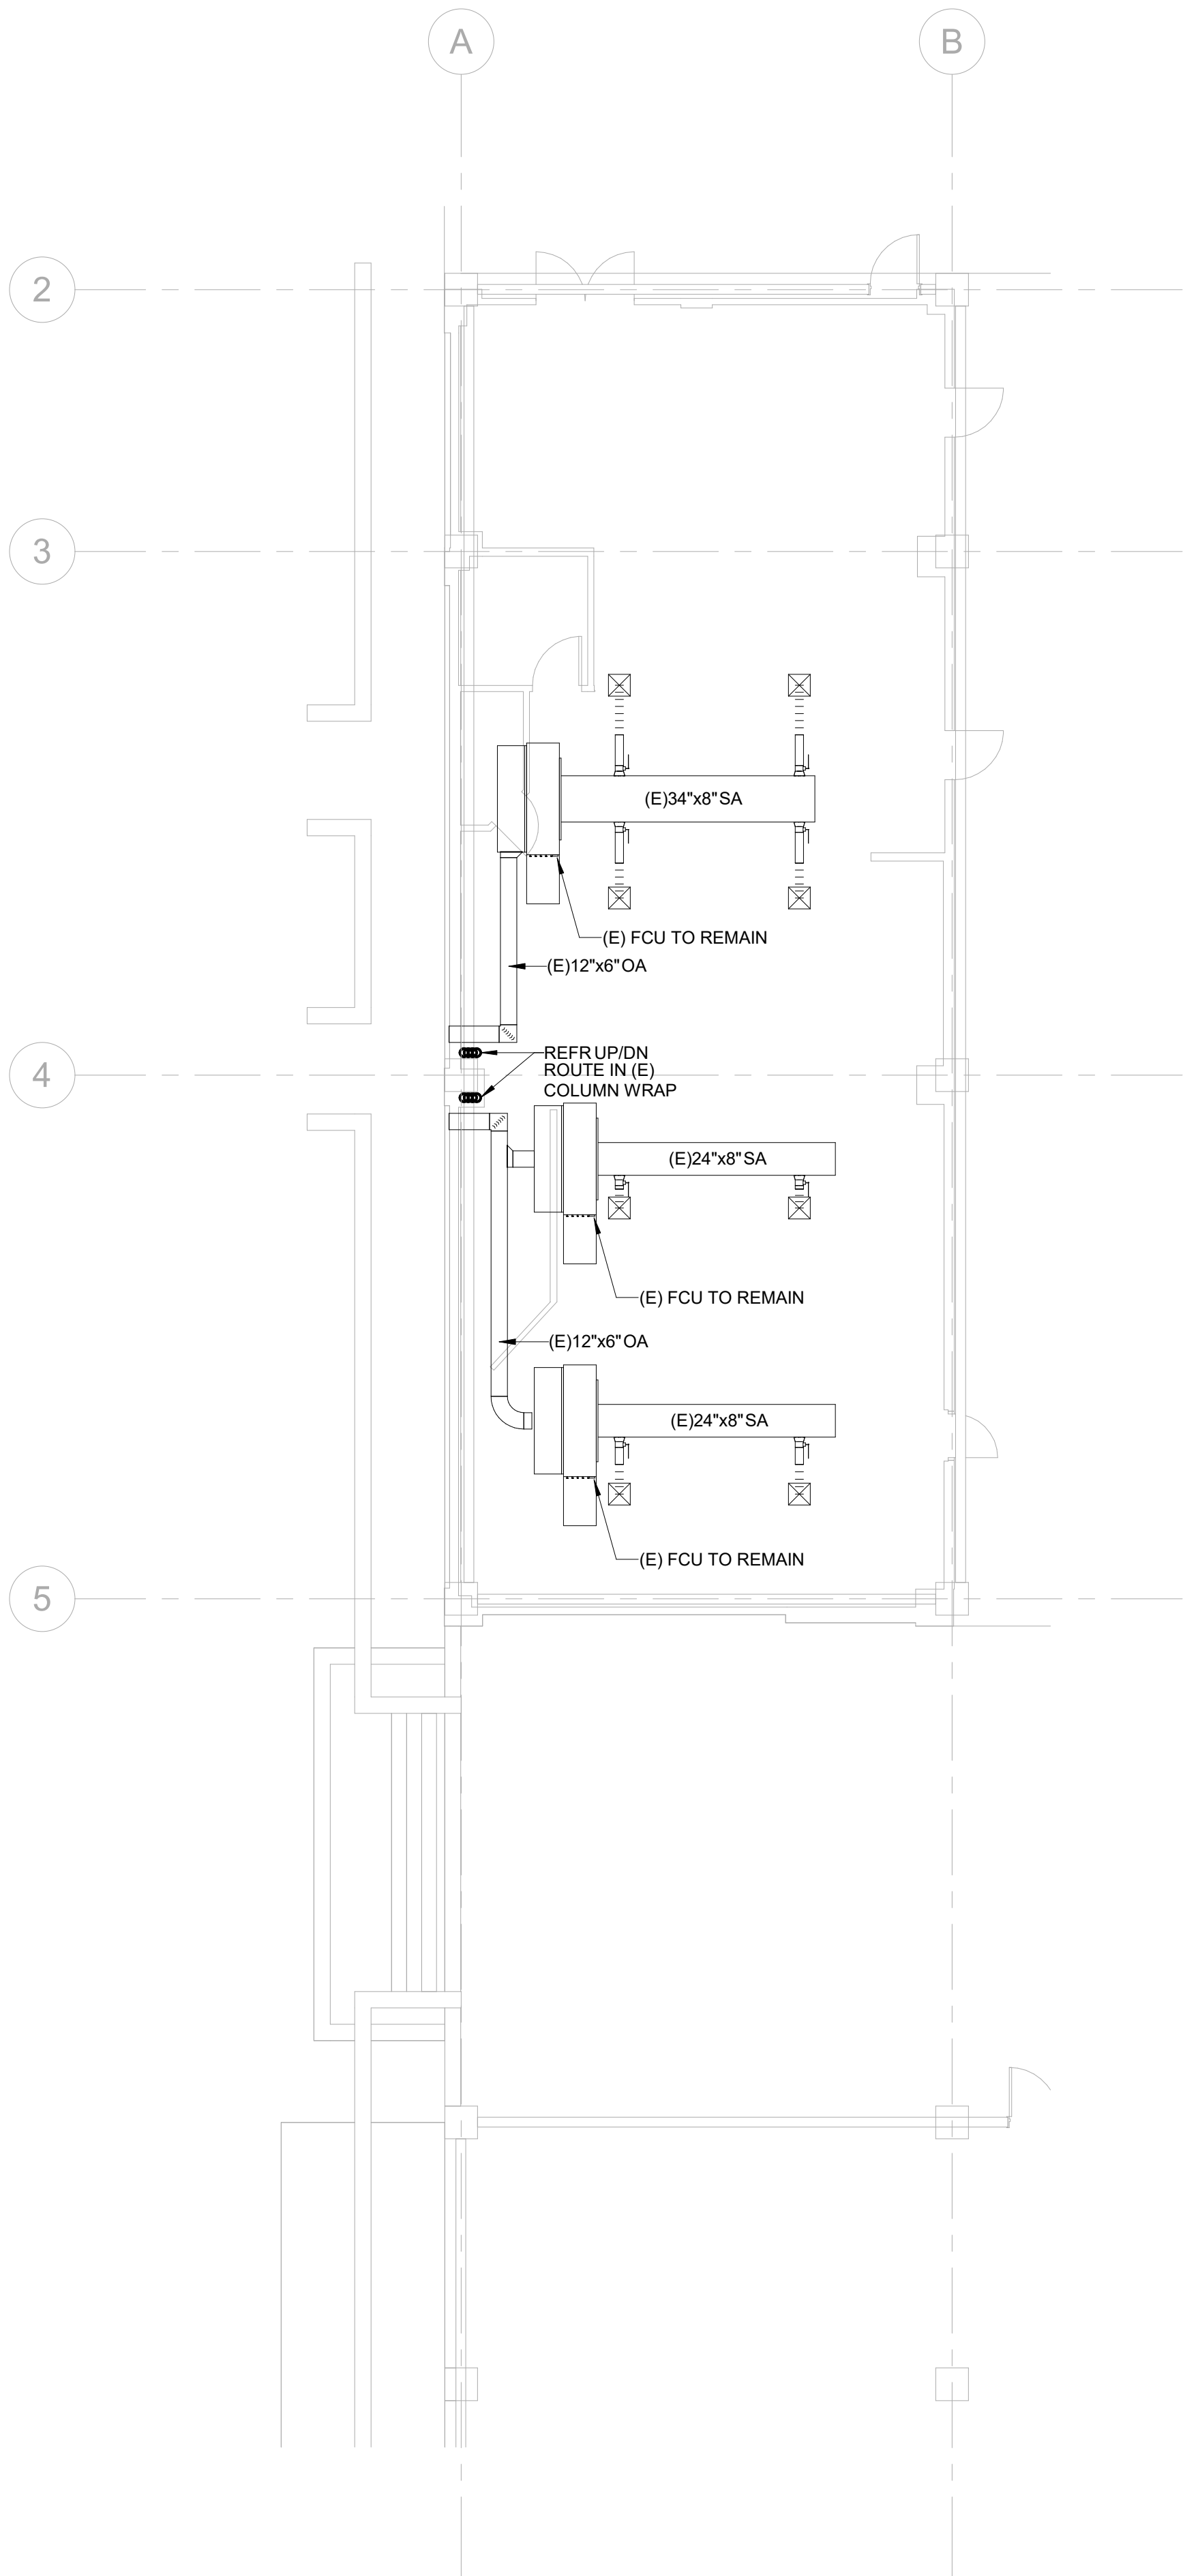 A
B
2
3
(E)34"x8"SA
(E) FCU TO REMAIN
(E)12"x6"OA
REFR UP/DN
ROUTE IN (E)
COLUMN WRAP
4
(E)24"x8"SA
(E) FCU TO REMAIN
(E)12"x6"OA
(E)24"x8"SA
(E) FCU TO REMAIN
5